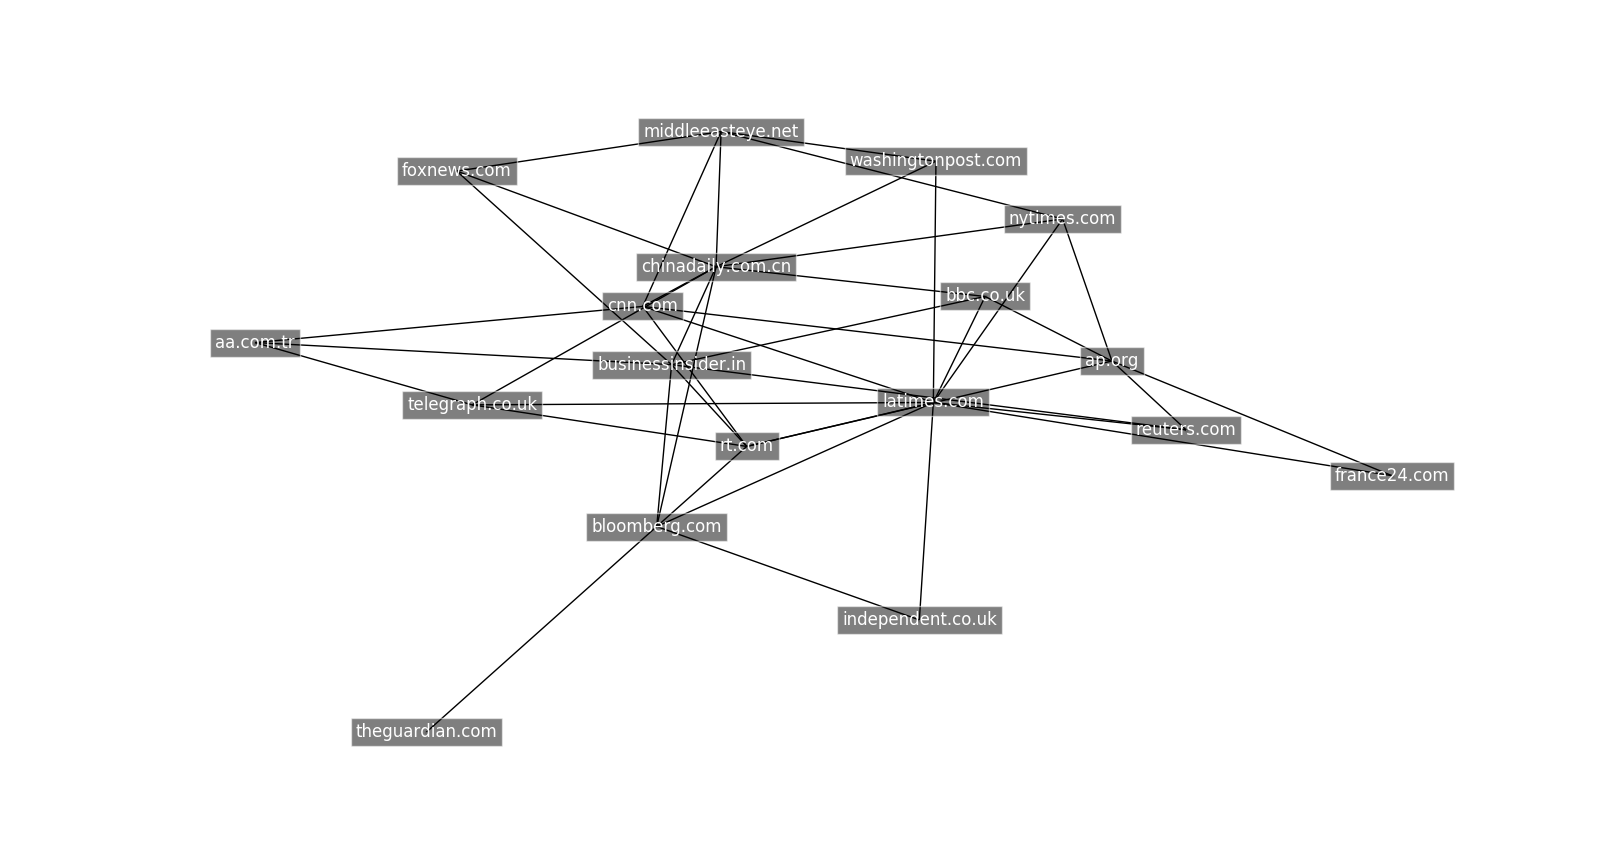 middleeasteye.net
washingtonpost.com
foxnews.com
nytimes.com
chinadaily.com.cn
bbc.co.uk
cnn.com
aa.com.tr
businessinsider.in
ap.org
telegraph.co.uk
latimes.com
reuters.com
rt.com
france24.com
bloomberg.com
independent.co.uk
theguardian.com